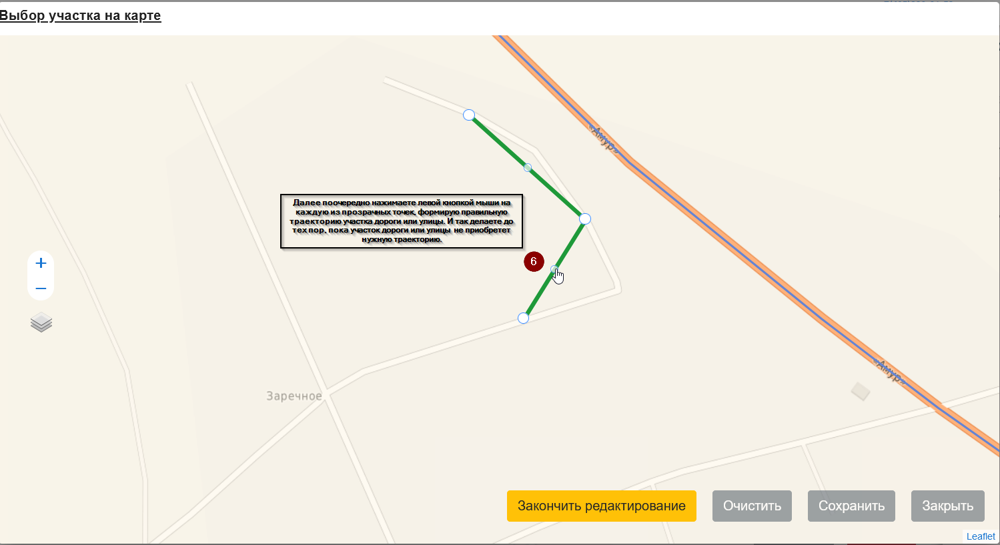 Выбор участка на карте
«Амур»
Далее поочередно нажимаете левой кнопкой мыши на
каждую из прозрачных точек, формирую правильную
траекторию участка дороги или улицы. И так делаете до
тех пор, пока участок дороги или улицы не приобретет
нужную траекторию.
6
+
−
«Амур»
Заречное
Закончить редактирование
Очистить
Сохранить
Закрыть
Leaflet